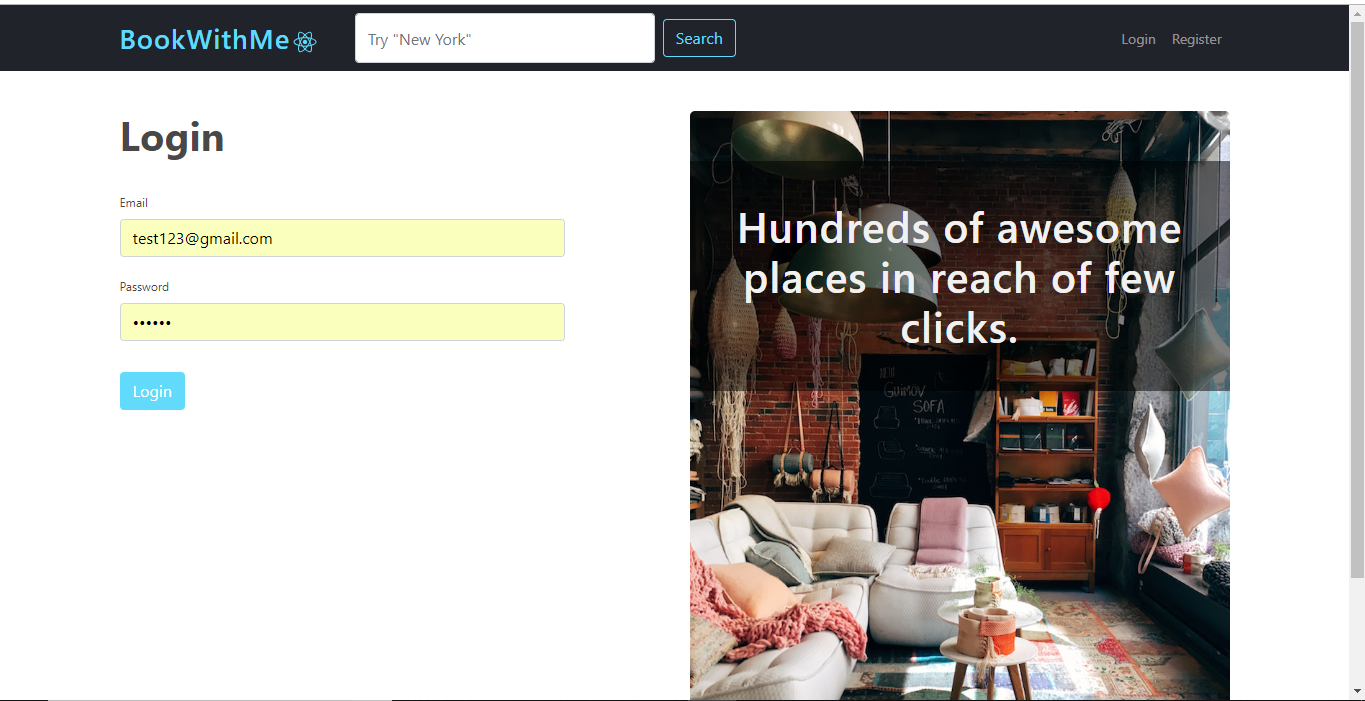 BookWithMe
Try "New York"
Search
Login
Register
Login
Email
test123@gmail.com
Password
••••••
Login
Hundreds of awesome
places in reach of few
clicks.
NEW
GUIMOV
SOFA